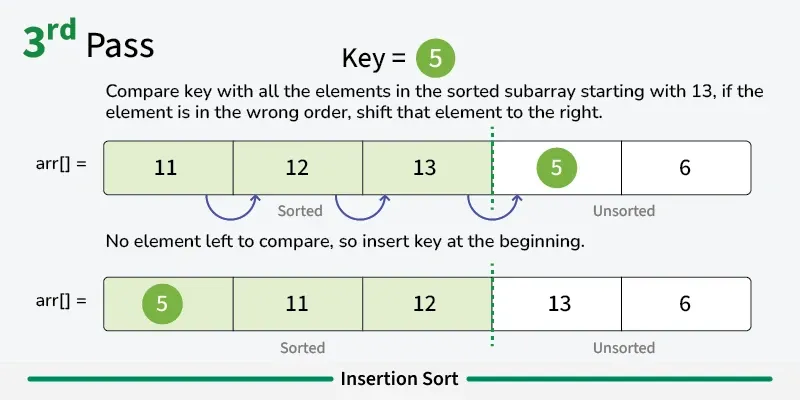 3rd Pass
Key = 5
Compare key with all the elements in the sorted subarray starting with 13, if the
element is in the wrong order, shift that element to the right.
arr[] = 11 12 13 5 6
Sorted Unsorted
No element left to compare, so insert key at the beginning.
arr[] = 5 11 12 13 6
Sorted Unsorted
Insertion Sort